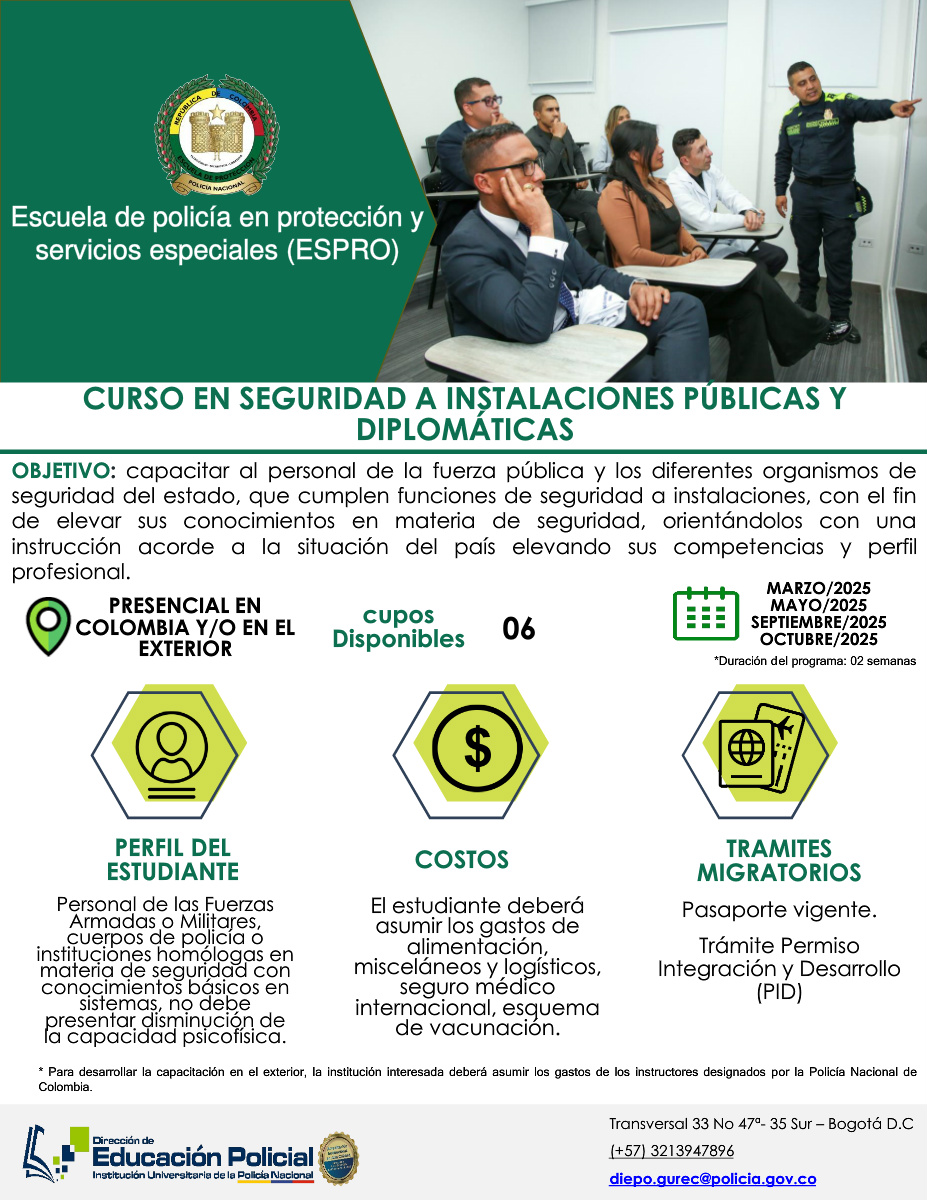 REPÚBLICA DE COLOMBIA
ESCUELA DE PROTECCIÓN
POLICÍA NACIONAL
Escuela de policía en protección y
servicios especiales (ESPRO)
CURSO EN SEGURIDAD A INSTALACIONES PÚBLICAS Y
DIPLOMÁTICAS
OBJETIVO: capacitar al personal de la fuerza pública y los diferentes organismos de
seguridad del estado, que cumplen funciones de seguridad a instalaciones, con el fin
de elevar sus conocimientos en materia de seguridad, orientándolos con una
instrucción acorde a la situación del país elevando sus competencias y perfil
profesional.
PRESENCIAL EN
COLOMBIA Y/O EN EL
EXTERIOR
cupos
Disponibles
06
MARZO/2025
MAYO/2025
SEPTIEMBRE/2025
OCTUBRE/2025
*Duración del programa: 02 semanas
$
PERFIL DEL
ESTUDIANTE
Personal de las Fuerzas
Armadas o Militares,
cuerpos de policía o
instituciones homólogas en
materia de seguridad con
conocimientos básicos en
sistemas, no debe
presentar disminución de
la capacidad psicofísica.
COSTOS
El estudiante deberá
asumir los gastos de
alimentación,
misceláneos y logísticos,
seguro médico
internacional, esquema
de vacunación.
TRAMITES
MIGRATORIOS
Pasaporte vigente.
Trámite Permiso
Integración y Desarrollo
(PID)
* Para desarrollar la capacitación en el exterior, la institución interesada deberá asumir los gastos de los instructores designados por la Policía Nacional de
Colombia.
Dirección de
Educación Policial
Institución Universitaria de la Policía Nacional
Transversal 33 No 47ª- 35 Sur – Bogotá D.C
(+57) 3213947896
diepo.gurec@policia.gov.co